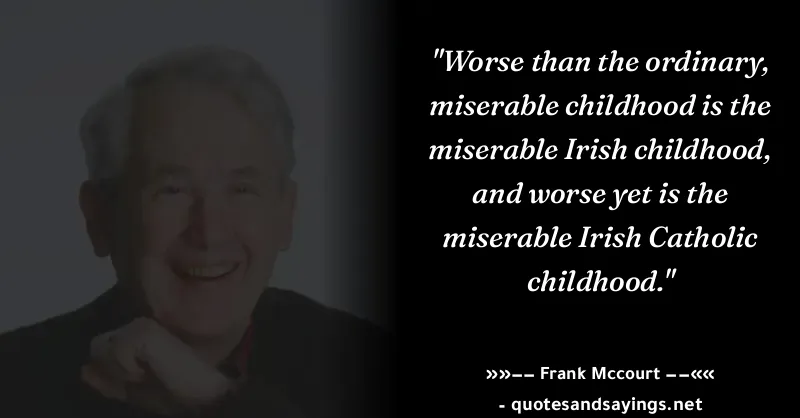 "Worse than the ordinary,
miserable childhood is the
miserable Irish childhood,
and worse yet is the
miserable Irish Catholic
childhood."
»»–– Frank Mccourt ––««
- quotesandsayings.net